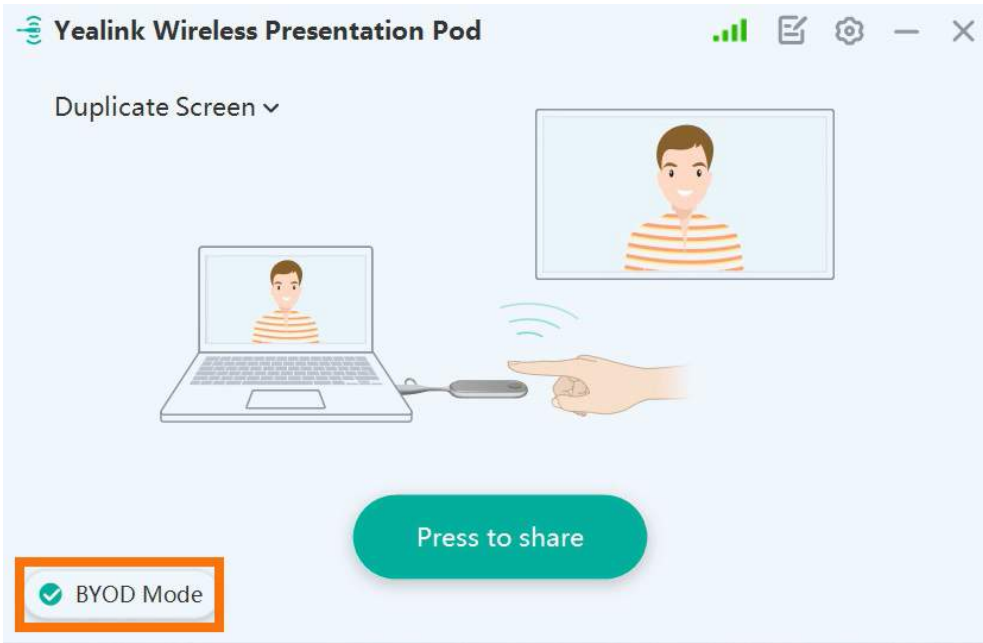 Yealink Wireless Presentation Pod
Duplicate Screen
Press to share
BYOD Mode